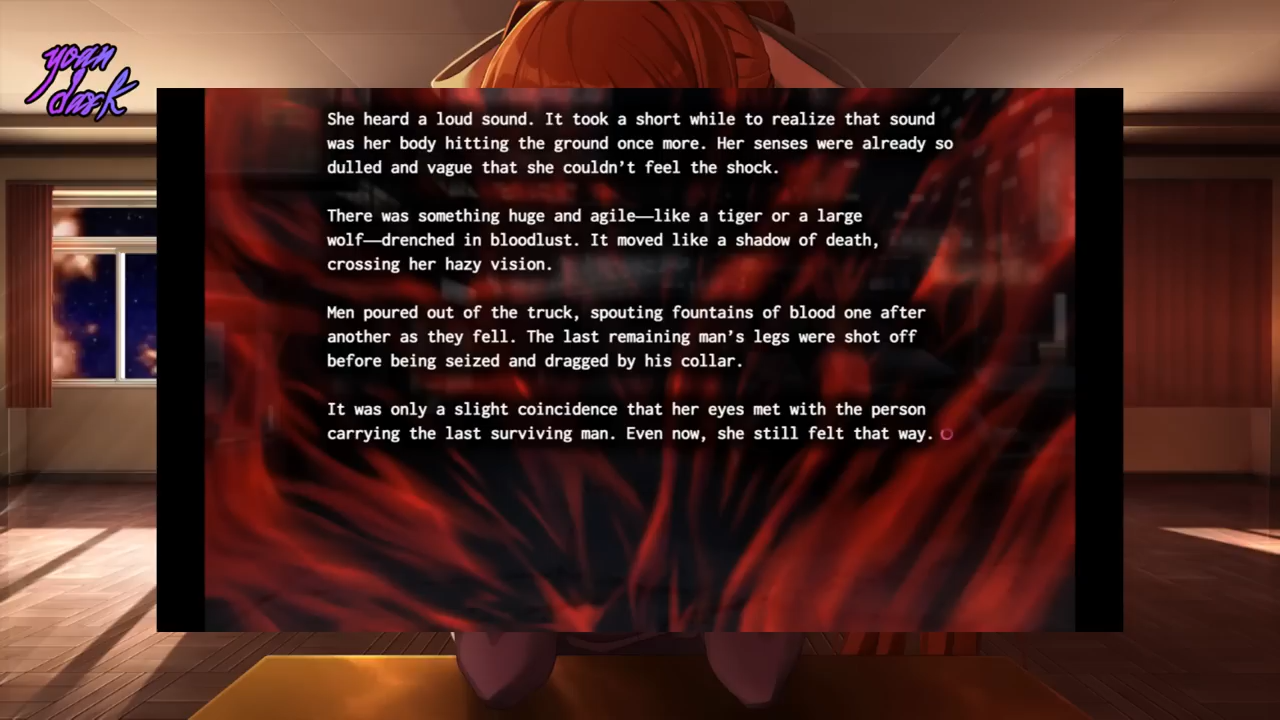 yoan
dark
She heard a loud sound. It took a short while to realize that sound
was her body hitting the ground once more. Her senses were already so
dulled and vague that she couldn’t feel the shock.
There was something huge and agile——like a tiger or a large
wolf——drenched in bloodlust. It moved like a shadow of death,
crossing her hazy vision.
Men poured out of the truck, spouting fountains of blood one after
another as they fell. The last remaining man’s legs were shot off
before being seized and dragged by his collar.
It was only a slight coincidence that her eyes met with the person
carrying the last surviving man. Even now, she still felt that way.